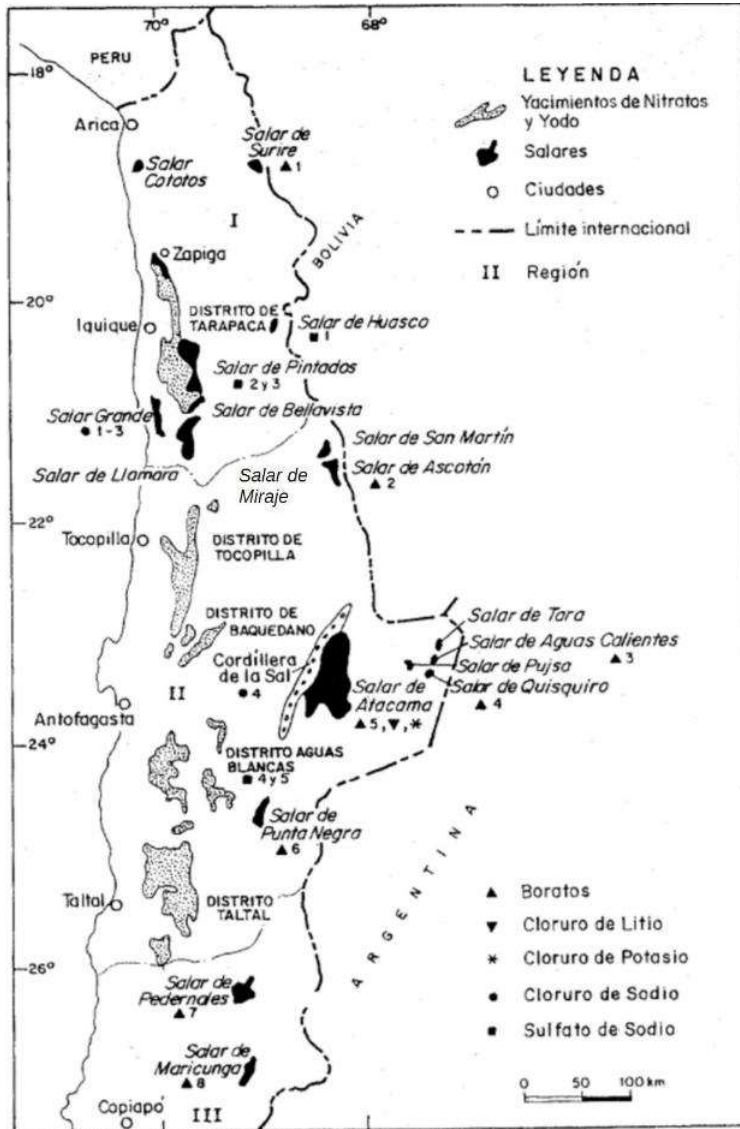 70°
68°
PERU
18°
LEYENDA
Yacimientos de Nitratos
y Yodo
Salares
Ciudades
Límite internacional
II Región
Arica
Salar de
Surire
1
Salar
Cototos
I
BOLIVIA
Zapiga
20°
DISTRITO DE
TARAPACA
Iquique
Salar de Huasco
1
Salar de Pintados
2 y 3
Salar Grande
1-3
Salar de Bellavista
Salar de San Martín
Salar de Llamara
Salar de
Miraje
Salar de Ascotán
2
22°
Tocopilla
DISTRITO DE
TOCOPILLA
DISTRITO DE
BAQUEDANO
Salar de Tara
Salar de Aguas Calientes
3
Cordillera
de la Sal
4
Salar de Pujsa
Salar de Quisquiro
4
II
Antofagasta
Salar de
Atacama
5, ,
24°
DISTRITO AGUAS
BLANCAS
4 y 5
Salar de
Punta Negra
6
ARGENTINA
Taltal
DISTRITO
TALTAL
Boratos
Cloruro de Litio
Cloruro de Potasio
Cloruro de Sodio
Sulfato de Sodio
26°
Salar de
Pedernales
7
Salar de
Maricunga
8
Copiapó
III
0 50 100 km